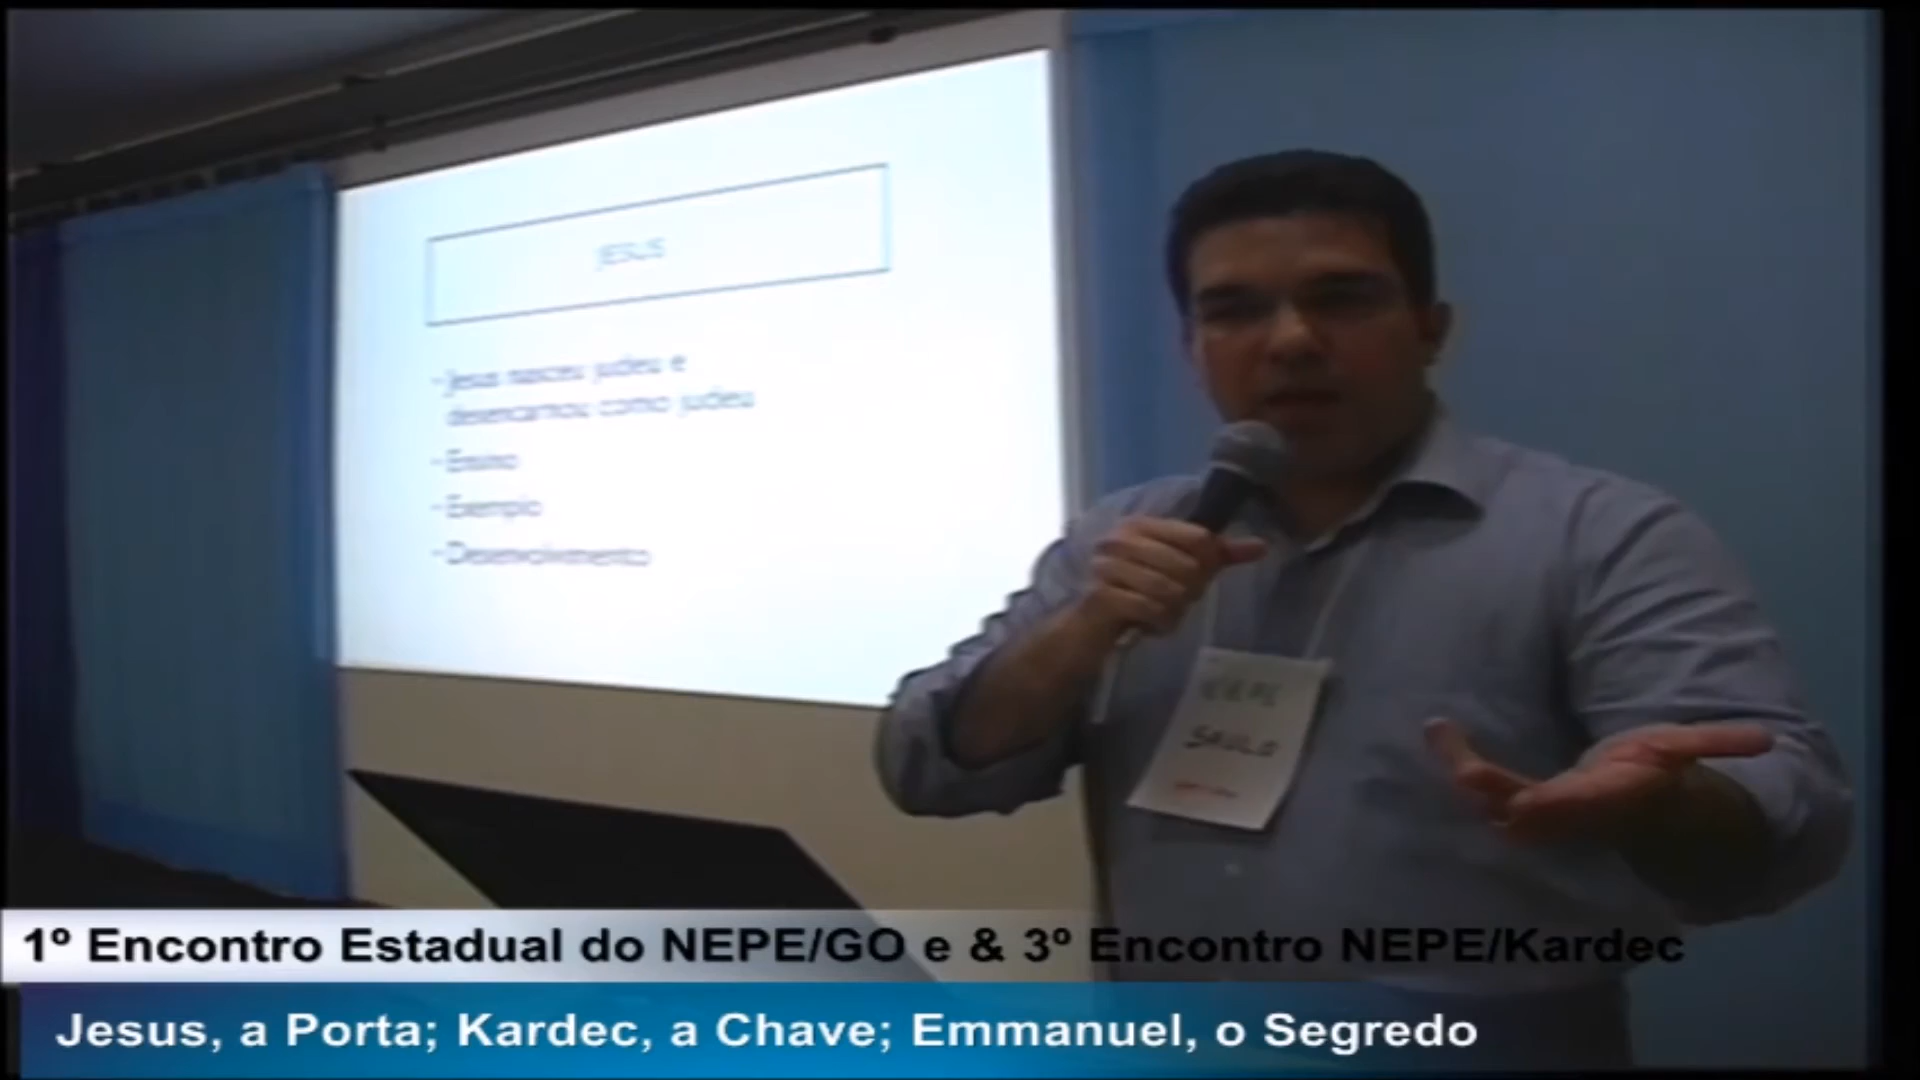 JESUS
- Jesus nasceu judeu e
desencarnou como judeu
- Ensino
- Exemplo
- Desenvolvimento
NEPE
SAULO
1º Encontro Estadual do NEPE/GO e & 3º Encontro NEPE/Kardec
Jesus, a Porta; Kardec, a Chave; Emmanuel, o Segredo